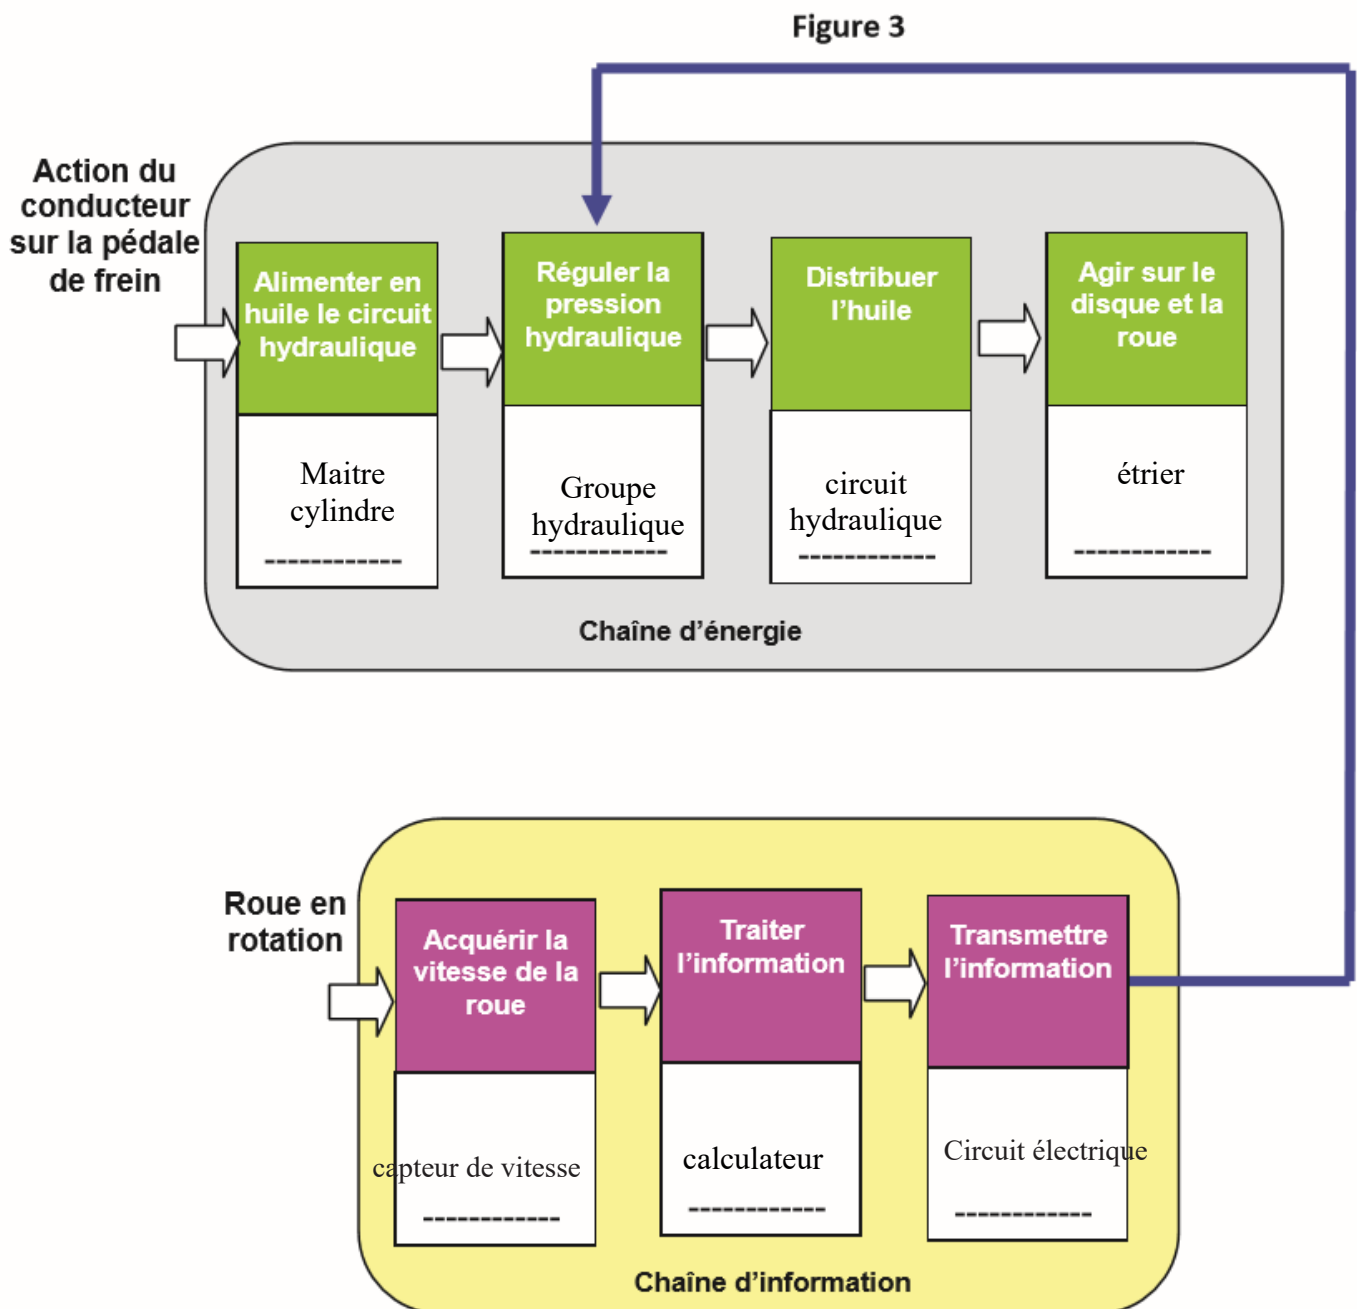 Figure 3
Action du
conducteur
sur la pédale
de frein
Alimenter en
huile le circuit
hydraulique
Maitre
cylindre
------------
Réguler la
pression
hydraulique
Groupe
hydraulique
------------
Distribuer
l'huile
circuit
hydraulique
------------
Agir sur le
disque et la
roue
étrier
------------
Chaîne d'énergie
Roue en
rotation
Acquérir la
vitesse de la
roue
capteur de vitesse
------------
Traiter
l'information
calculateur
------------
Transmettre
l'information
Circuit électrique
------------
Chaîne d'information